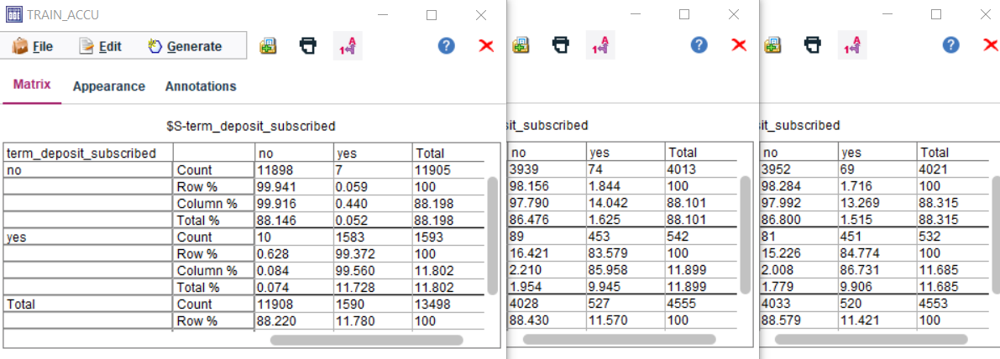 TRAIN_ACCU
File Edit Generate
Matrix Appearance Annotations
$S-term_deposit_subscribed it_subscribed it_subscribed
term_deposit_subscribed no yes Total no yes Total no yes Total
no Count 11898 7 11905 3939 74 4013 3952 69 4021
Row % 99.941 0.059 100 98.156 1.844 100 98.284 1.716 100
Column % 99.916 0.440 88.198 97.790 14.042 88.101 97.992 13.269 88.315
Total % 88.146 0.052 88.198 86.476 1.625 88.101 86.800 1.515 88.315
yes Count 10 1583 1593 89 453 542 81 451 532
Row % 0.628 99.372 100 16.421 83.579 100 15.226 84.774 100
Column % 0.084 99.560 11.802 2.210 85.958 11.899 2.008 86.731 11.685
Total % 0.074 11.728 11.802 1.954 9.945 11.899 1.779 9.906 11.685
Total Count 11908 1590 13498 4028 527 4555 4033 520 4553
Row % 88.220 11.780 100 88.430 11.570 100 88.579 11.421 100